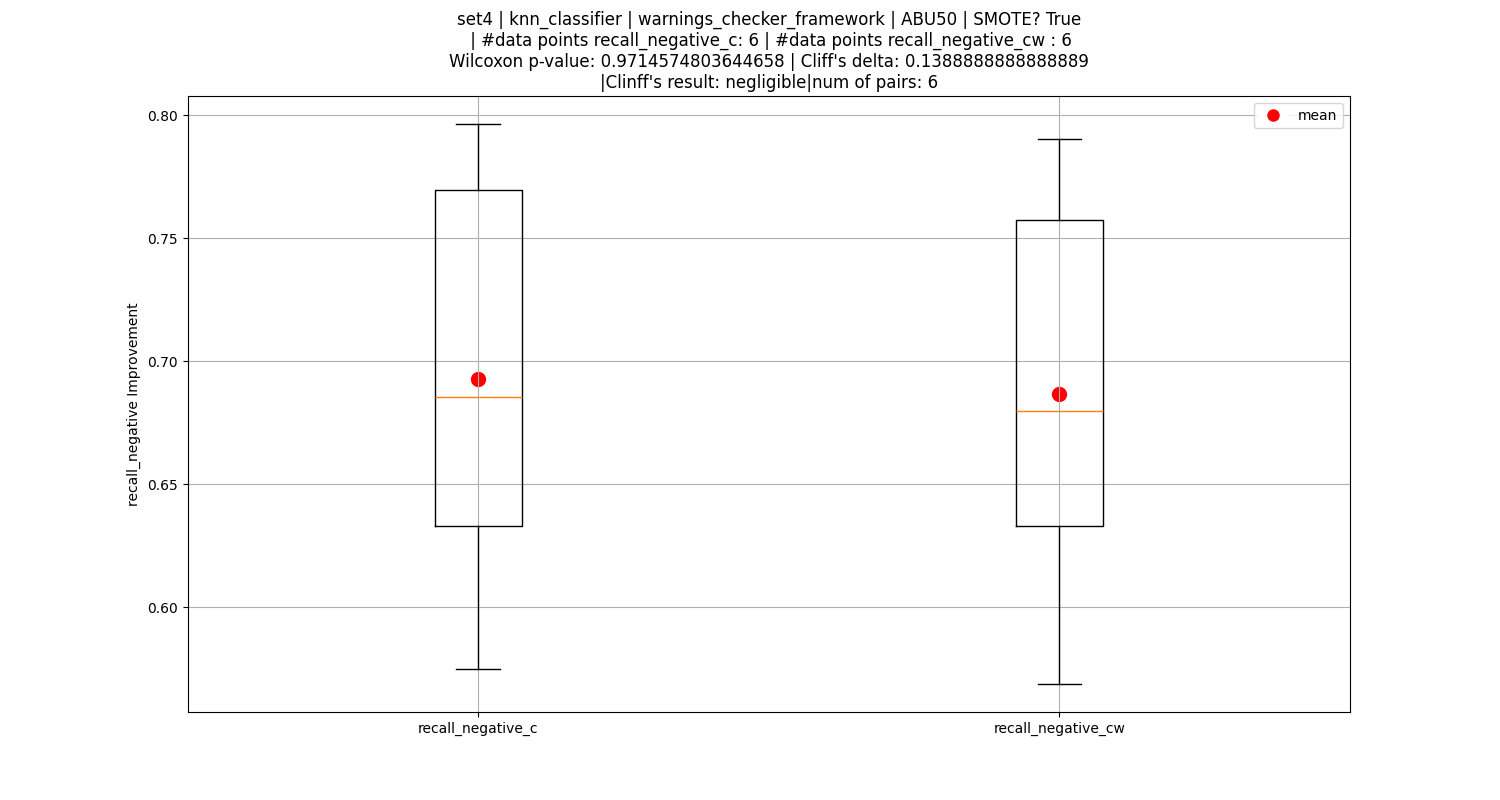 set4 | knn_classifier | warnings_checker_framework | ABU50 | SMOTE? True
| #data points recall_negative_c: 6 | #data points recall_negative_cw : 6
Wilcoxon p-value: 0.9714574803644658 | Cliff's delta: 0.1388888888888889
|Clinff's result: negligible|num of pairs: 6
mean
recall_negative Improvement
0.80
0.75
0.70
0.65
0.60
recall_negative_c
recall_negative_cw